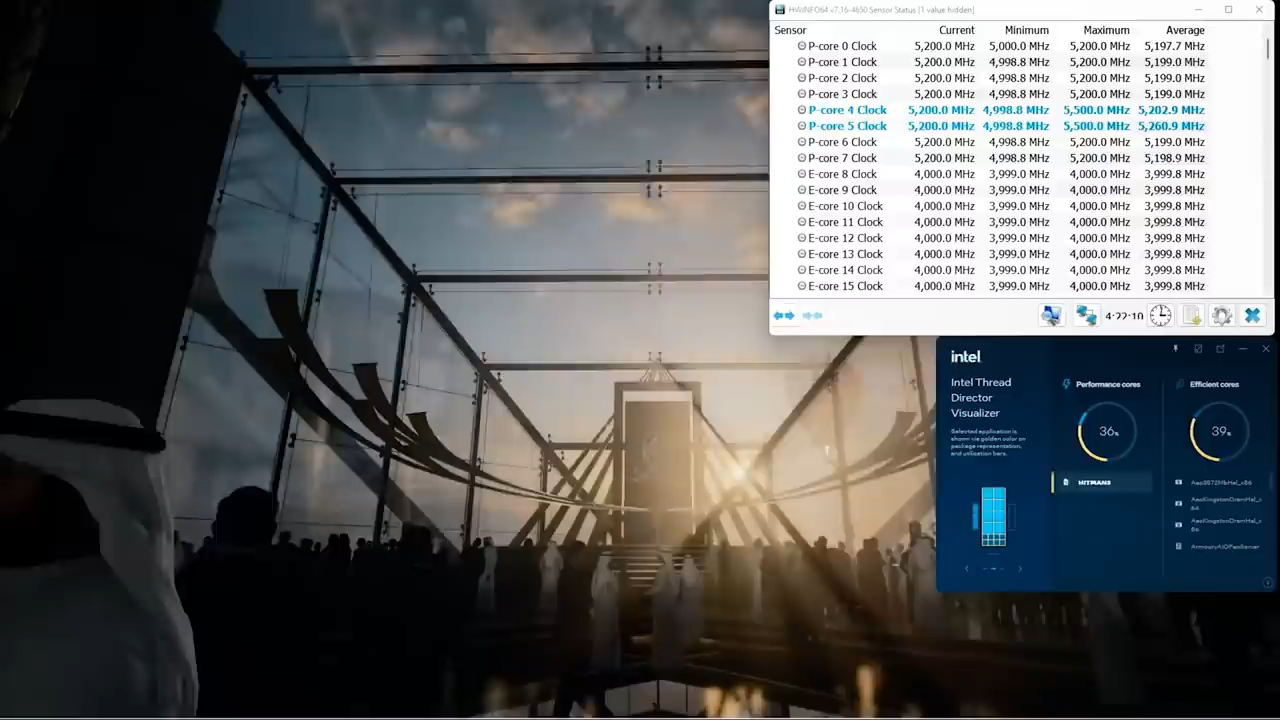 HWiNFO64 v7.16-4650 Sensor Status [1 value hidden]
Sensor Current Minimum Maximum Average
P-core 0 Clock 5,200.0 MHz 5,000.0 MHz 5,200.0 MHz 5,197.7 MHz
P-core 1 Clock 5,200.0 MHz 4,998.8 MHz 5,200.0 MHz 5,199.0 MHz
P-core 2 Clock 5,200.0 MHz 4,998.8 MHz 5,200.0 MHz 5,199.0 MHz
P-core 3 Clock 5,200.0 MHz 4,998.8 MHz 5,200.0 MHz 5,199.0 MHz
P-core 4 Clock 5,200.0 MHz 4,998.8 MHz 5,500.0 MHz 5,202.9 MHz
P-core 5 Clock 5,200.0 MHz 4,998.8 MHz 5,500.0 MHz 5,260.9 MHz
P-core 6 Clock 5,200.0 MHz 4,998.8 MHz 5,200.0 MHz 5,199.0 MHz
P-core 7 Clock 5,200.0 MHz 4,998.8 MHz 5,200.0 MHz 5,198.9 MHz
E-core 8 Clock 4,000.0 MHz 3,999.0 MHz 4,000.0 MHz 3,999.8 MHz
E-core 9 Clock 4,000.0 MHz 3,999.0 MHz 4,000.0 MHz 3,999.8 MHz
E-core 10 Clock 4,000.0 MHz 3,999.0 MHz 4,000.0 MHz 3,999.8 MHz
E-core 11 Clock 4,000.0 MHz 3,999.0 MHz 4,000.0 MHz 3,999.8 MHz
E-core 12 Clock 4,000.0 MHz 3,999.0 MHz 4,000.0 MHz 3,999.8 MHz
E-core 13 Clock 4,000.0 MHz 3,999.0 MHz 4,000.0 MHz 3,999.8 MHz
E-core 14 Clock 4,000.0 MHz 3,999.0 MHz 4,000.0 MHz 3,999.8 MHz
E-core 15 Clock 4,000.0 MHz 3,999.0 MHz 4,000.0 MHz 3,999.8 MHz
4:22:10
intel
Intel Thread
Director
Visualizer
Selected application is
shown via golden color on
package representation,
and utilization bars.
Performance cores
36%
HITMAN3
Efficient cores
39%